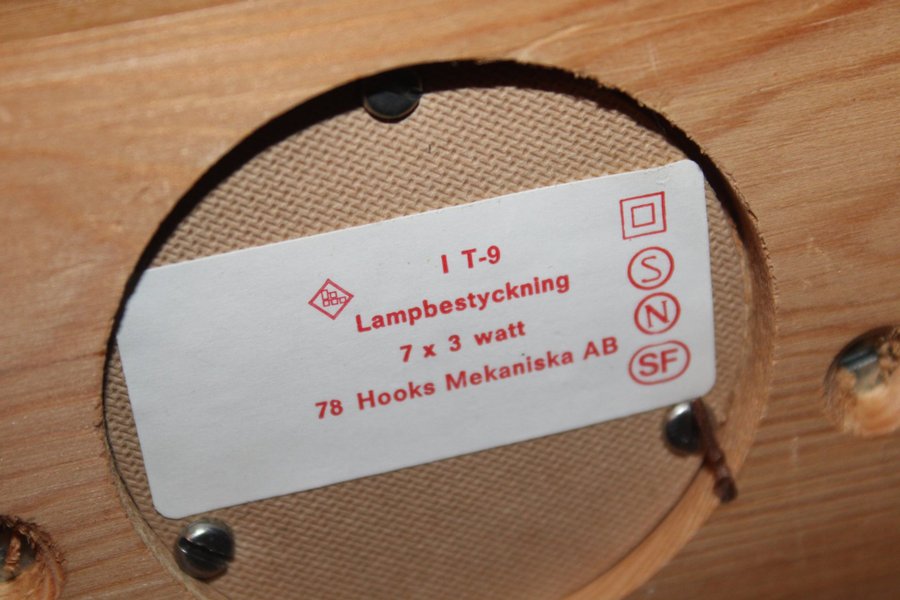 I T-9
Lampbestyckning
7 x 3 watt
78 Hooks Mekaniska AB
S
N
SF